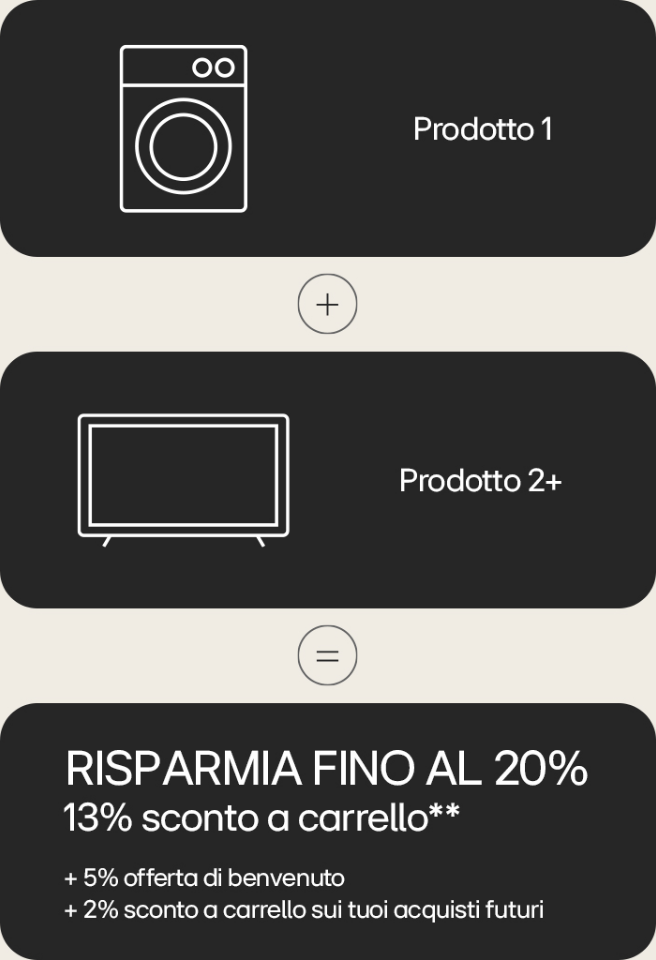 Prodotto 1
+
Prodotto 2+
=
RISPARMIA FINO AL 20%
13% sconto a carrello**
+ 5% offerta di benvenuto
+ 2% sconto a carrello sui tuoi acquisti futuri